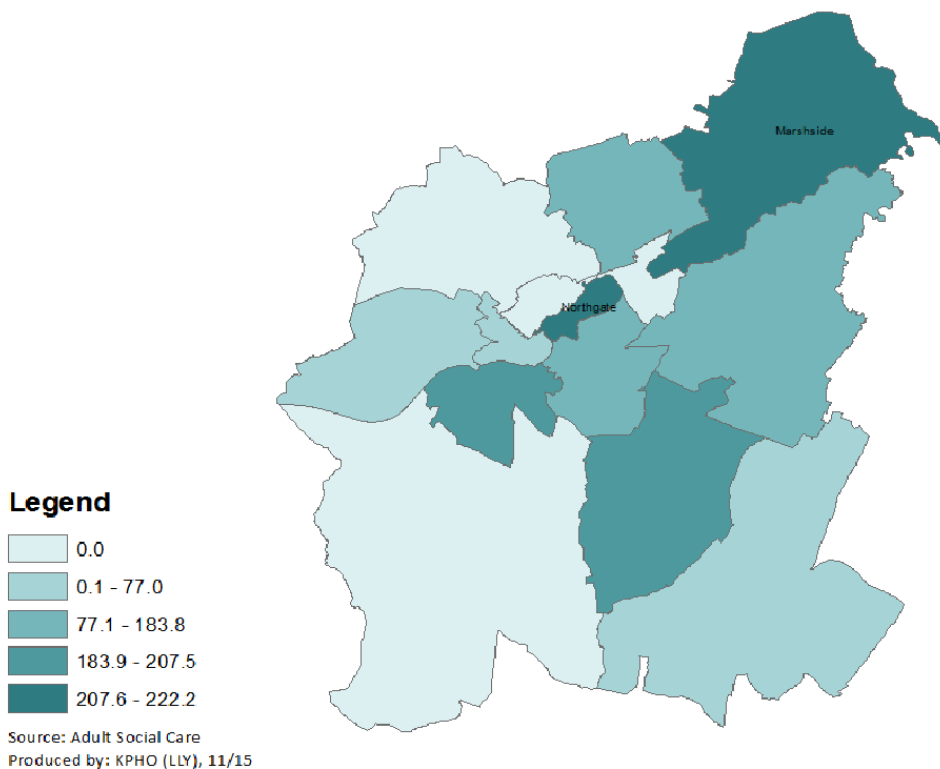 Marshside
Northgate
Legend
0.0
0.1 - 77.0
77.1 - 183.8
183.9 - 207.5
207.6 - 222.2
Source: Adult Social Care
Produced by: KPHO (LLY), 11/15